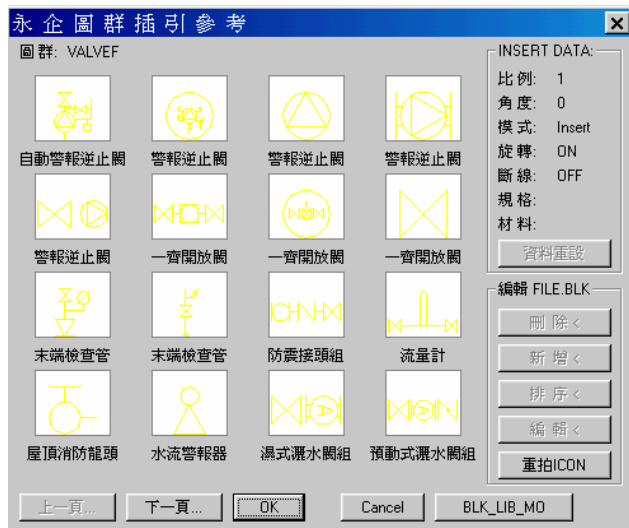 永企圖群插引參考
圖群: VALVEF
自動警報逆止閥 警報逆止閥 警報逆止閥 警報逆止閥
警報逆止閥 一齊開放閥 一齊開放閥 一齊開放閥
末端檢查管 末端檢查管 防震接頭組 流量計
屋頂消防龍頭 水流警報器 濕式灑水閥組 預動式灑水閥組
INSERT DATA:
比例: 1
角度: 0
模式: Insert
旋轉: ON
斷線: OFF
規格:
材料:
資料重設
編輯 FILE.BLK
刪 除 <
新 增 <
排 序 <
編 輯 <
重拍ICON
上一頁... 下一頁... OK Cancel BLK_LIB_MO